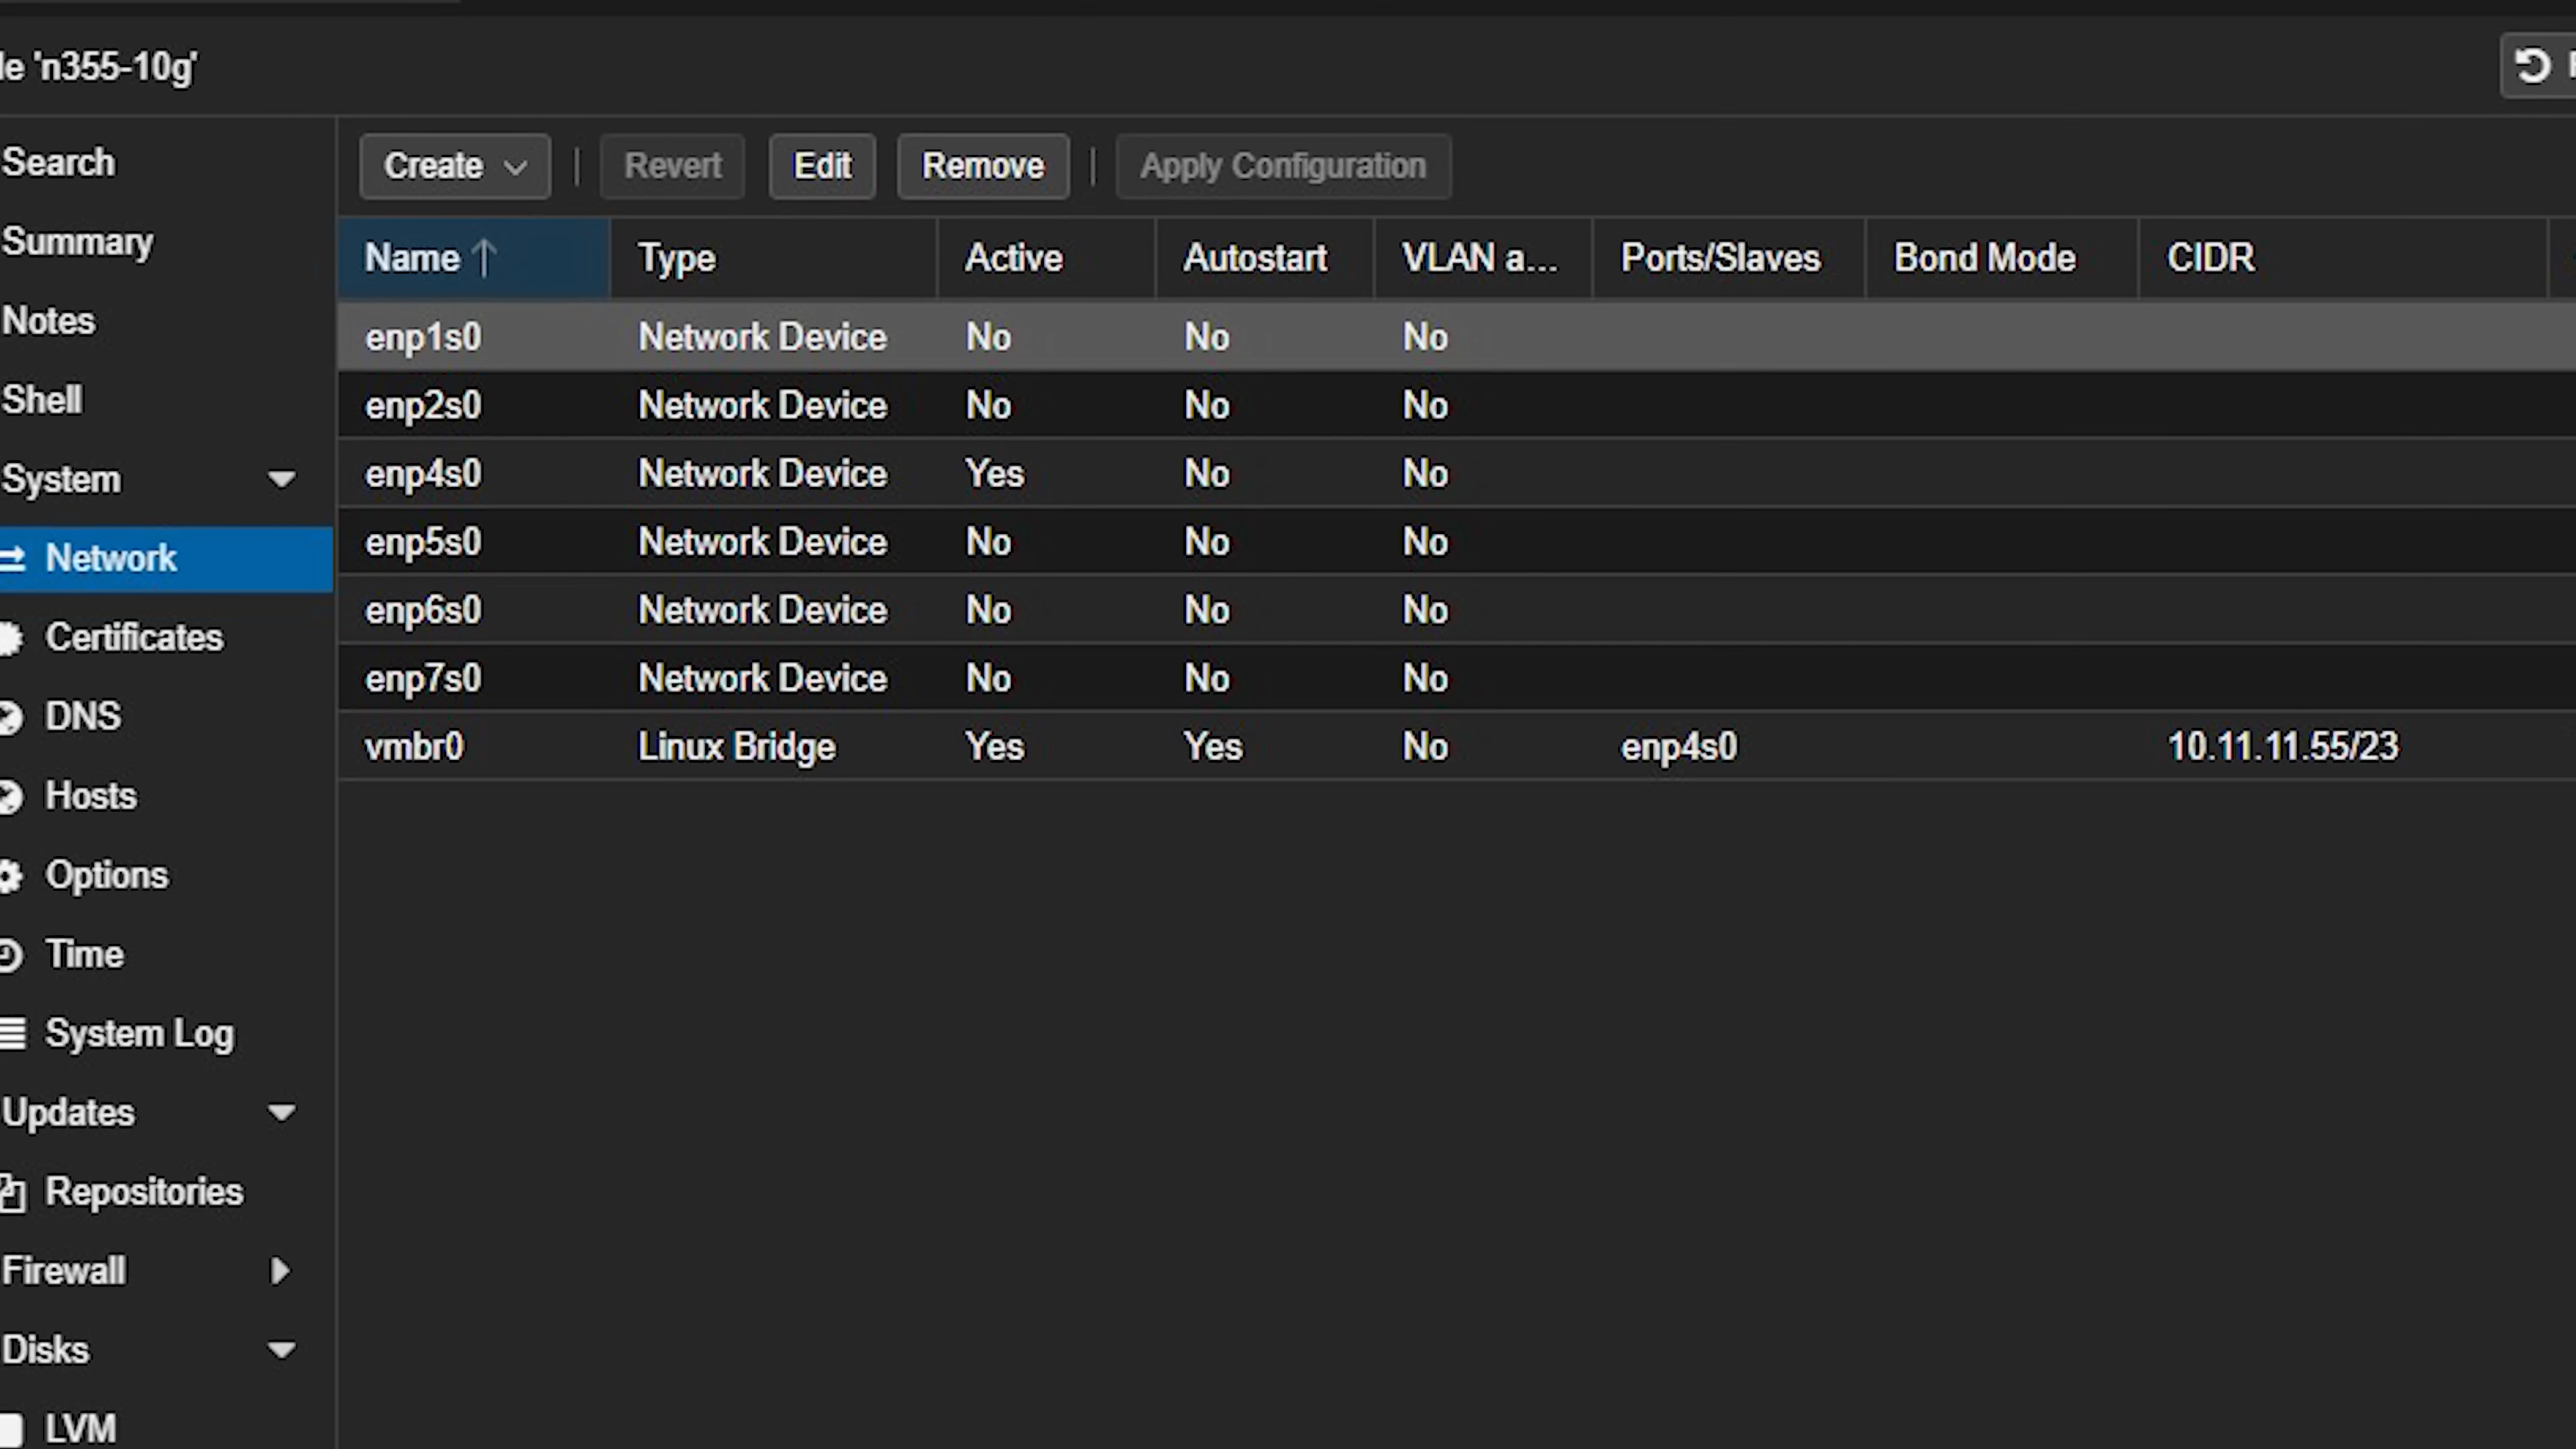 le 'n355-10g'
Search
Summary
Notes
Shell
System
Network
Certificates
DNS
Hosts
Options
Time
System Log
Updates
Repositories
Firewall
Disks
LVM
Create Revert Edit Remove Apply Configuration
Name Type Active Autostart VLAN a... Ports/Slaves Bond Mode CIDR
enp1s0 Network Device No No No
enp2s0 Network Device No No No
enp4s0 Network Device Yes No No
enp5s0 Network Device No No No
enp6s0 Network Device No No No
enp7s0 Network Device No No No
vmbr0 Linux Bridge Yes Yes No enp4s0 10.11.11.55/23